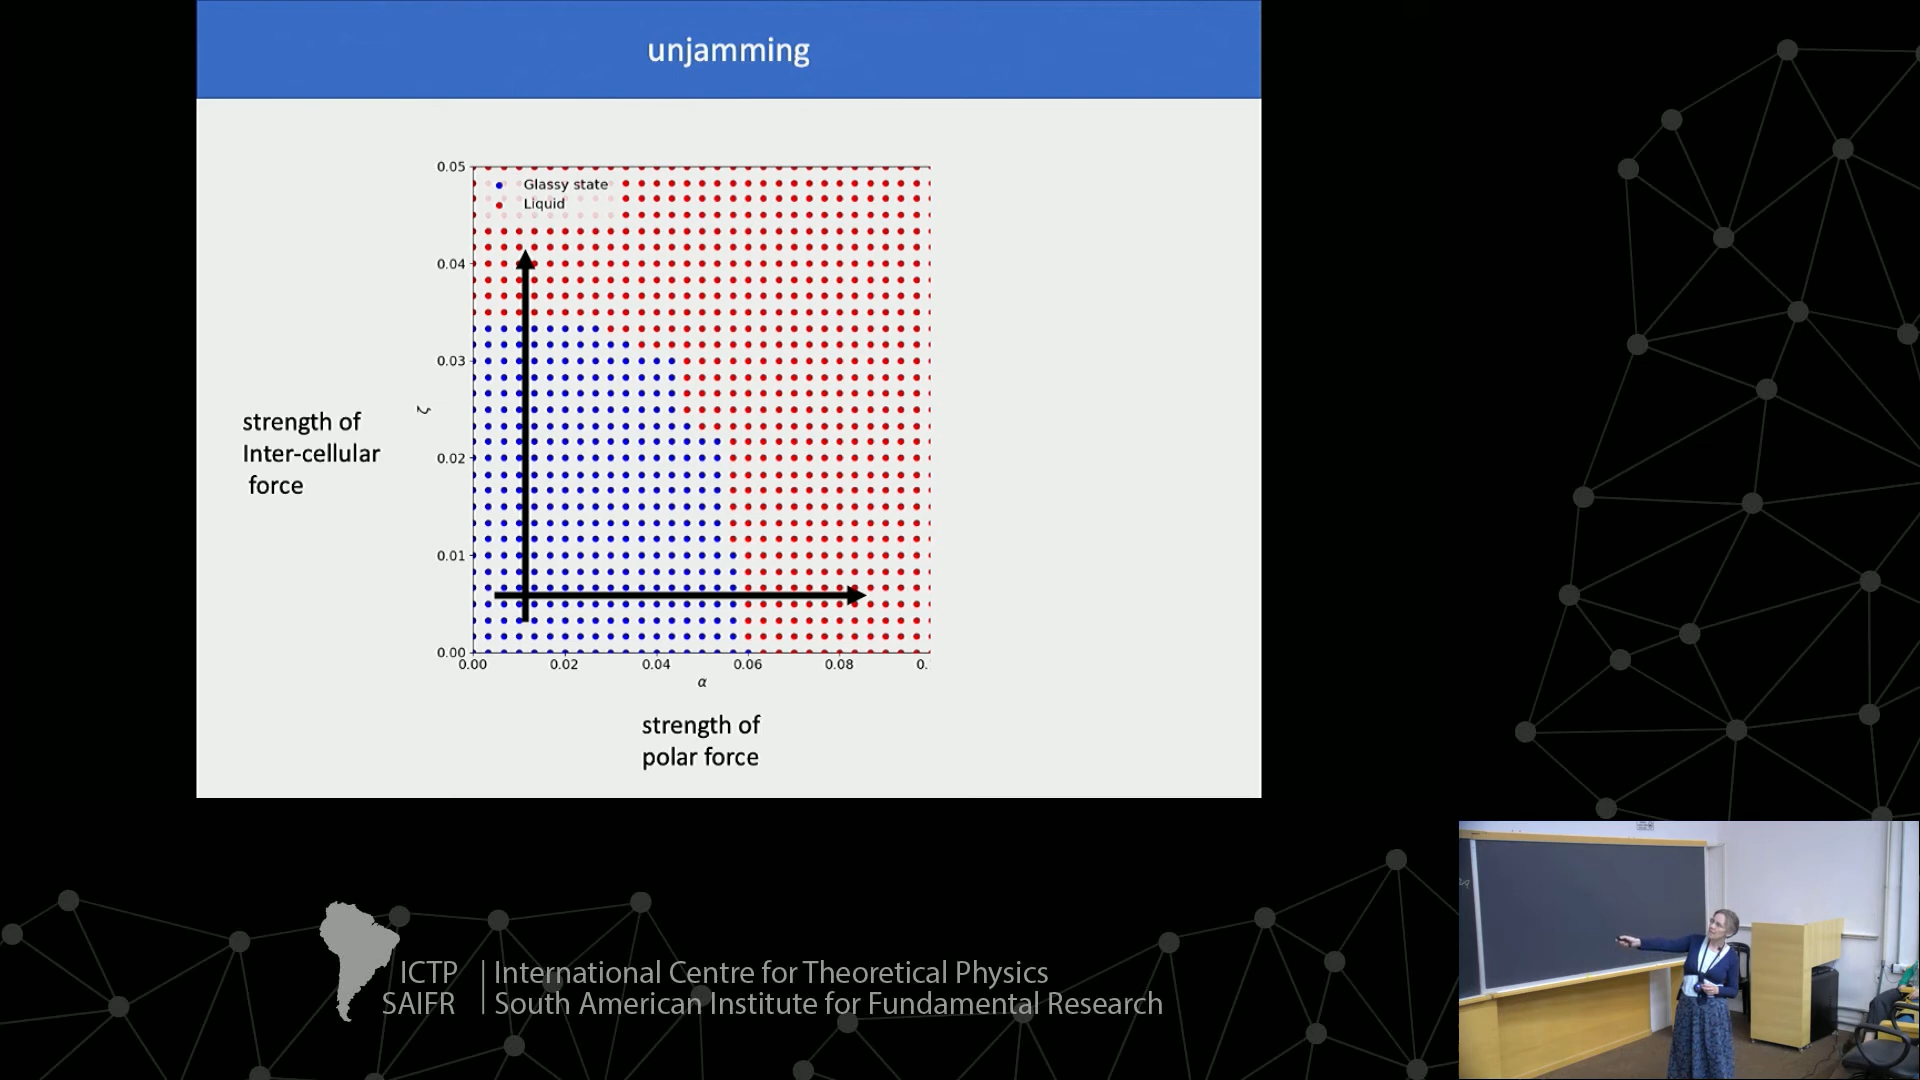 unjamming
0.05
Glassy state
Liquid
0.04
0.03
ζ
strength of
Inter-cellular
force
0.02
0.01
0.00
0.00 0.02 0.04 0.06 0.08 0.
α
strength of
polar force
ICTP | International Centre for Theoretical Physics
SAIFR | South American Institute for Fundamental Research